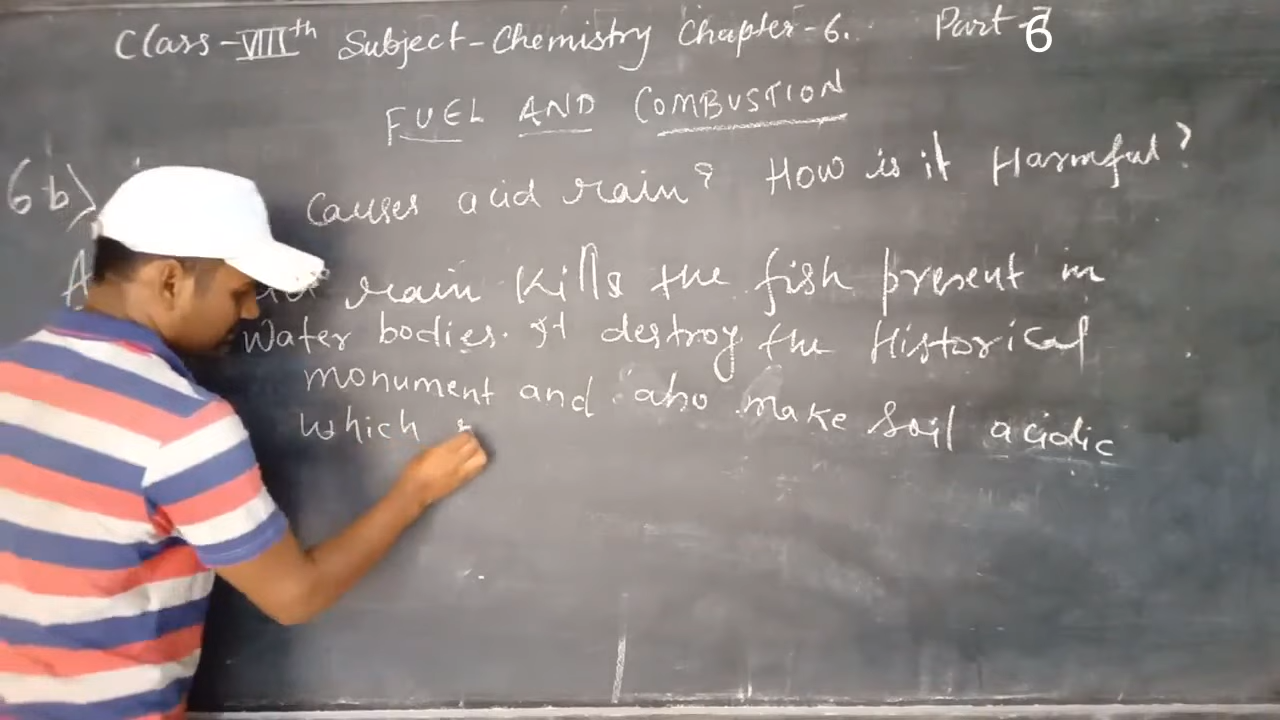 Class-VIIIth Subject-Chemistry Chapter-6. Part-6
FUEL AND COMBUSTION
6b) causes acid rain? How is it Harmful?
rain kills the fish present in
water bodies. It destroy the Historical
monument and also make soil acidic
which